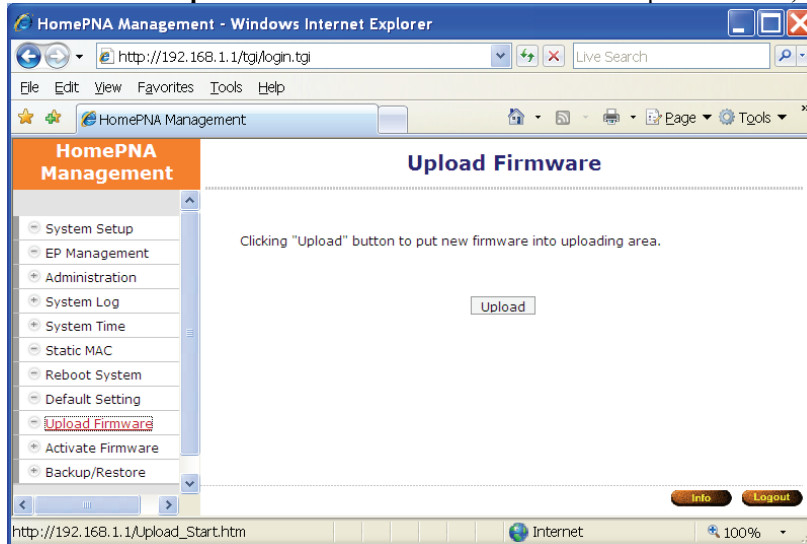 HomePNA Management - Windows Internet Explorer
http://192.168.1.1/tgi/login.tgi
Live Search
File Edit View Favorites Tools Help
HomePNA Management
Page Tools
HomePNA
Management
Upload Firmware
System Setup
EP Management
Administration
System Log
System Time
Static MAC
Reboot System
Default Setting
Upload Firmware
Activate Firmware
Backup/Restore
Clicking "Upload" button to put new firmware into uploading area.
Upload
Info Logout
http://192.168.1.1/Upload_Start.htm
Internet
100%